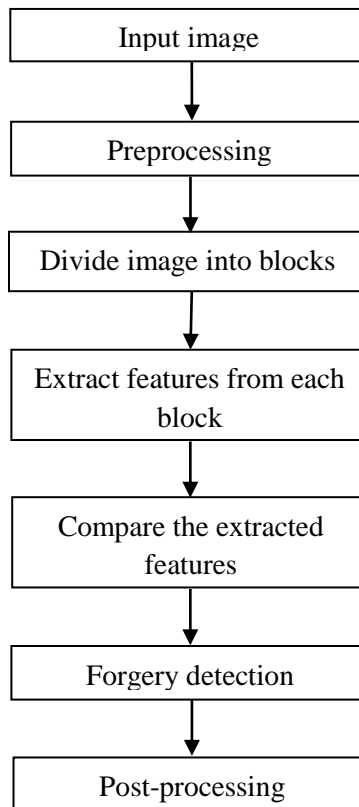 Input image
Preprocessing
Divide image into blocks
Extract features from each
block
Compare the extracted
features
Forgery detection
Post-processing